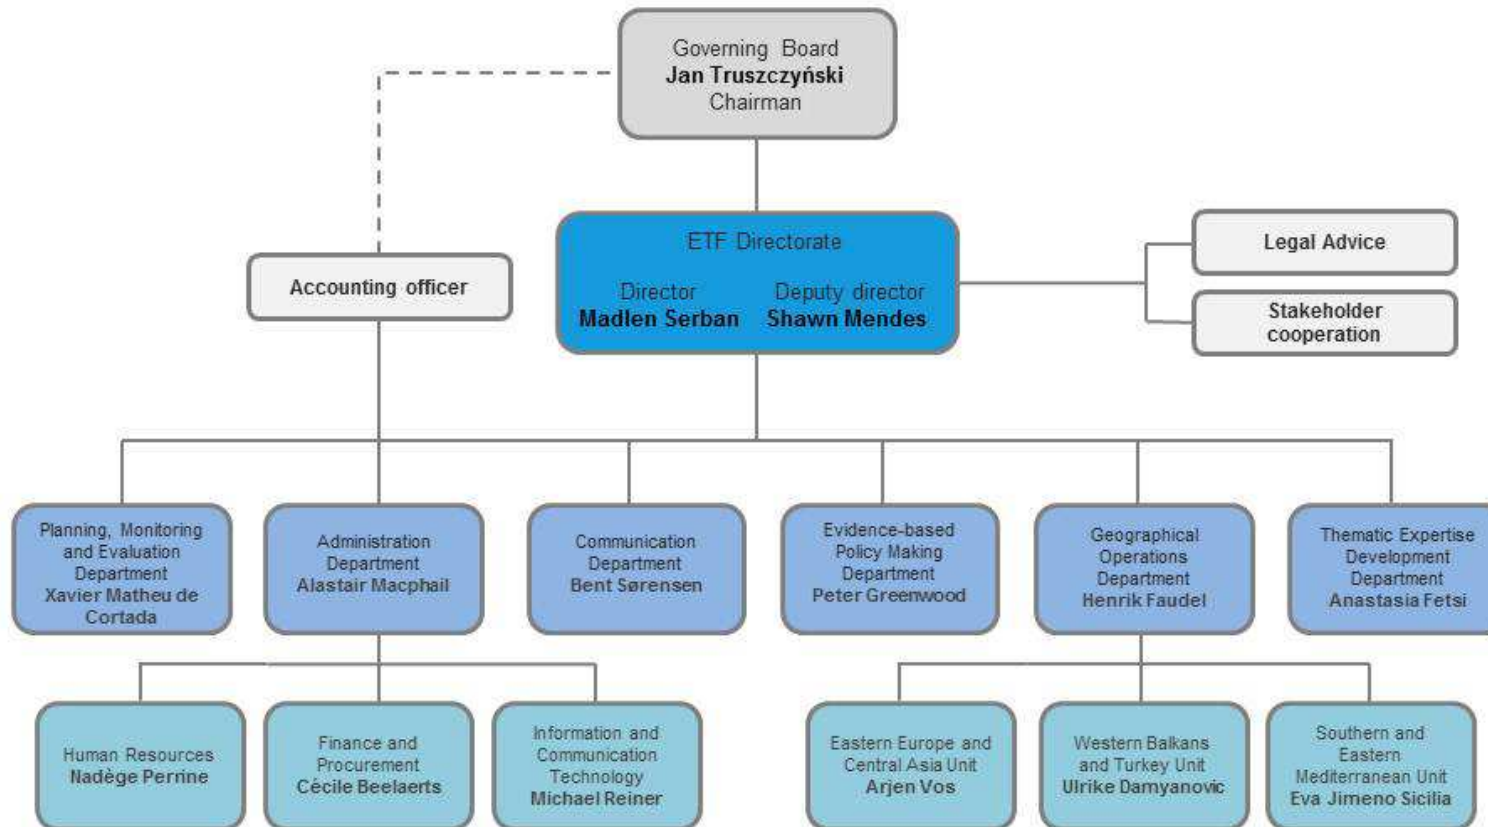 Governing Board
Jan Truszczyński
Chairman
ETF Directorate
Director
Madlen Serban
Deputy director
Shawn Mendes
Accounting officer
Legal Advice
Stakeholder
cooperation
Planning, Monitoring
and Evaluation
Department
Xavier Matheu de
Cortada
Administration
Department
Alastair Macphail
Communication
Department
Bent Sørensen
Evidence-based
Policy Making
Department
Peter Greenwood
Geographical
Operations
Department
Henrik Faudel
Thematic Expertise
Development
Department
Anastasia Fetsi
Human Resources
Nadège Perrine
Finance and
Procurement
Cécile Beelaerts
Information and
Communication
Technology
Michael Reiner
Eastern Europe and
Central Asia Unit
Arjen Vos
Western Balkans
and Turkey Unit
Ulrike Damyanovic
Southern and
Eastern
Mediterranean Unit
Eva Jimeno Sicilia